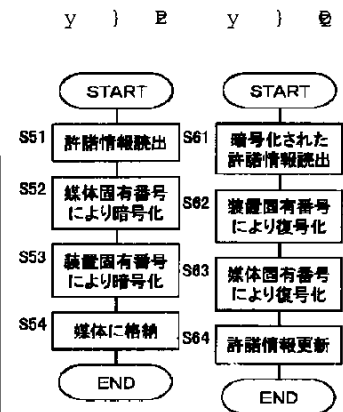 y } 
y } 
START
S51 許諾情報読出
S52 媒体固有番号
により暗号化
S53 装置固有番号
により暗号化
S54 媒体に格納
END
START
S61 暗号化された
許諾情報読出
S62 装置固有番号
により復号化
S63 媒体固有番号
により復号化
S64 許諾情報更新
END